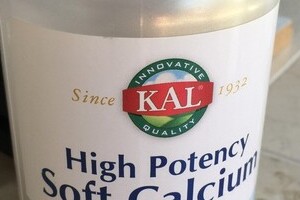 INNOVATIVE
Since KAL® 1932
QUALITY
High Potency
Soft Calcium